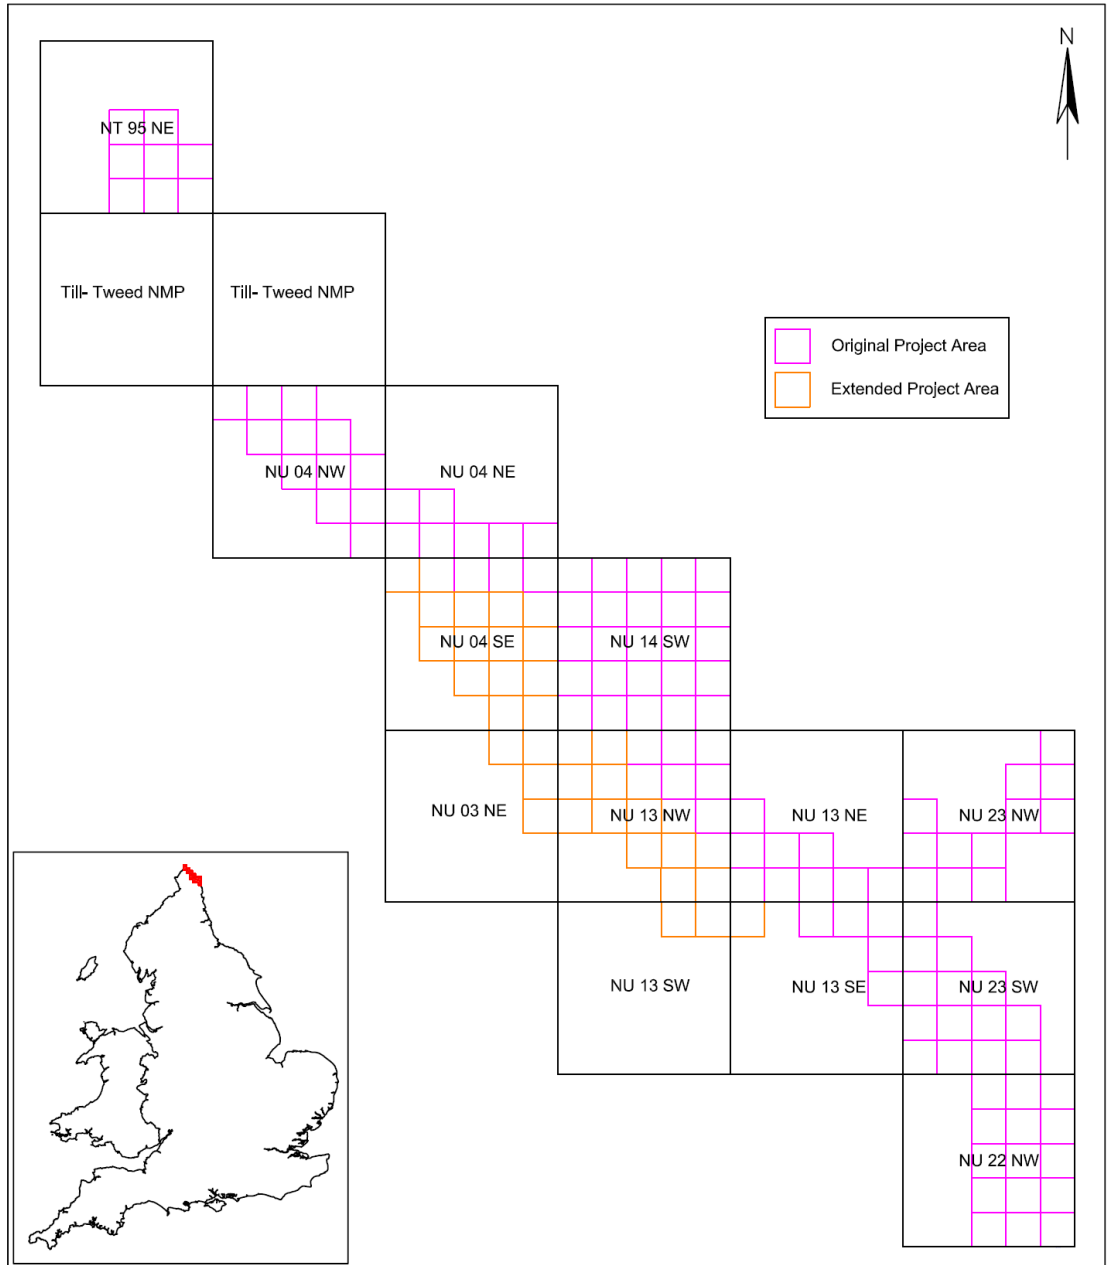 N
NT 95 NE
Till- Tweed NMP
Till- Tweed NMP
Original Project Area
Extended Project Area
NU 04 NW
NU 04 NE
NU 04 SE
NU 14 SW
NU 03 NE
NU 13 NW
NU 13 NE
NU 23 NW
NU 13 SW
NU 13 SE
NU 23 SW
NU 22 NW